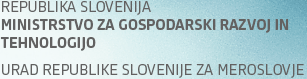 REPUBLIKA SLOVENIJA
MINISTRSTVO ZA GOSPODARSKI RAZVOJ IN
TEHNOLOGIJO
URAD REPUBLIKE SLOVENIJE ZA MEROSLOVJE